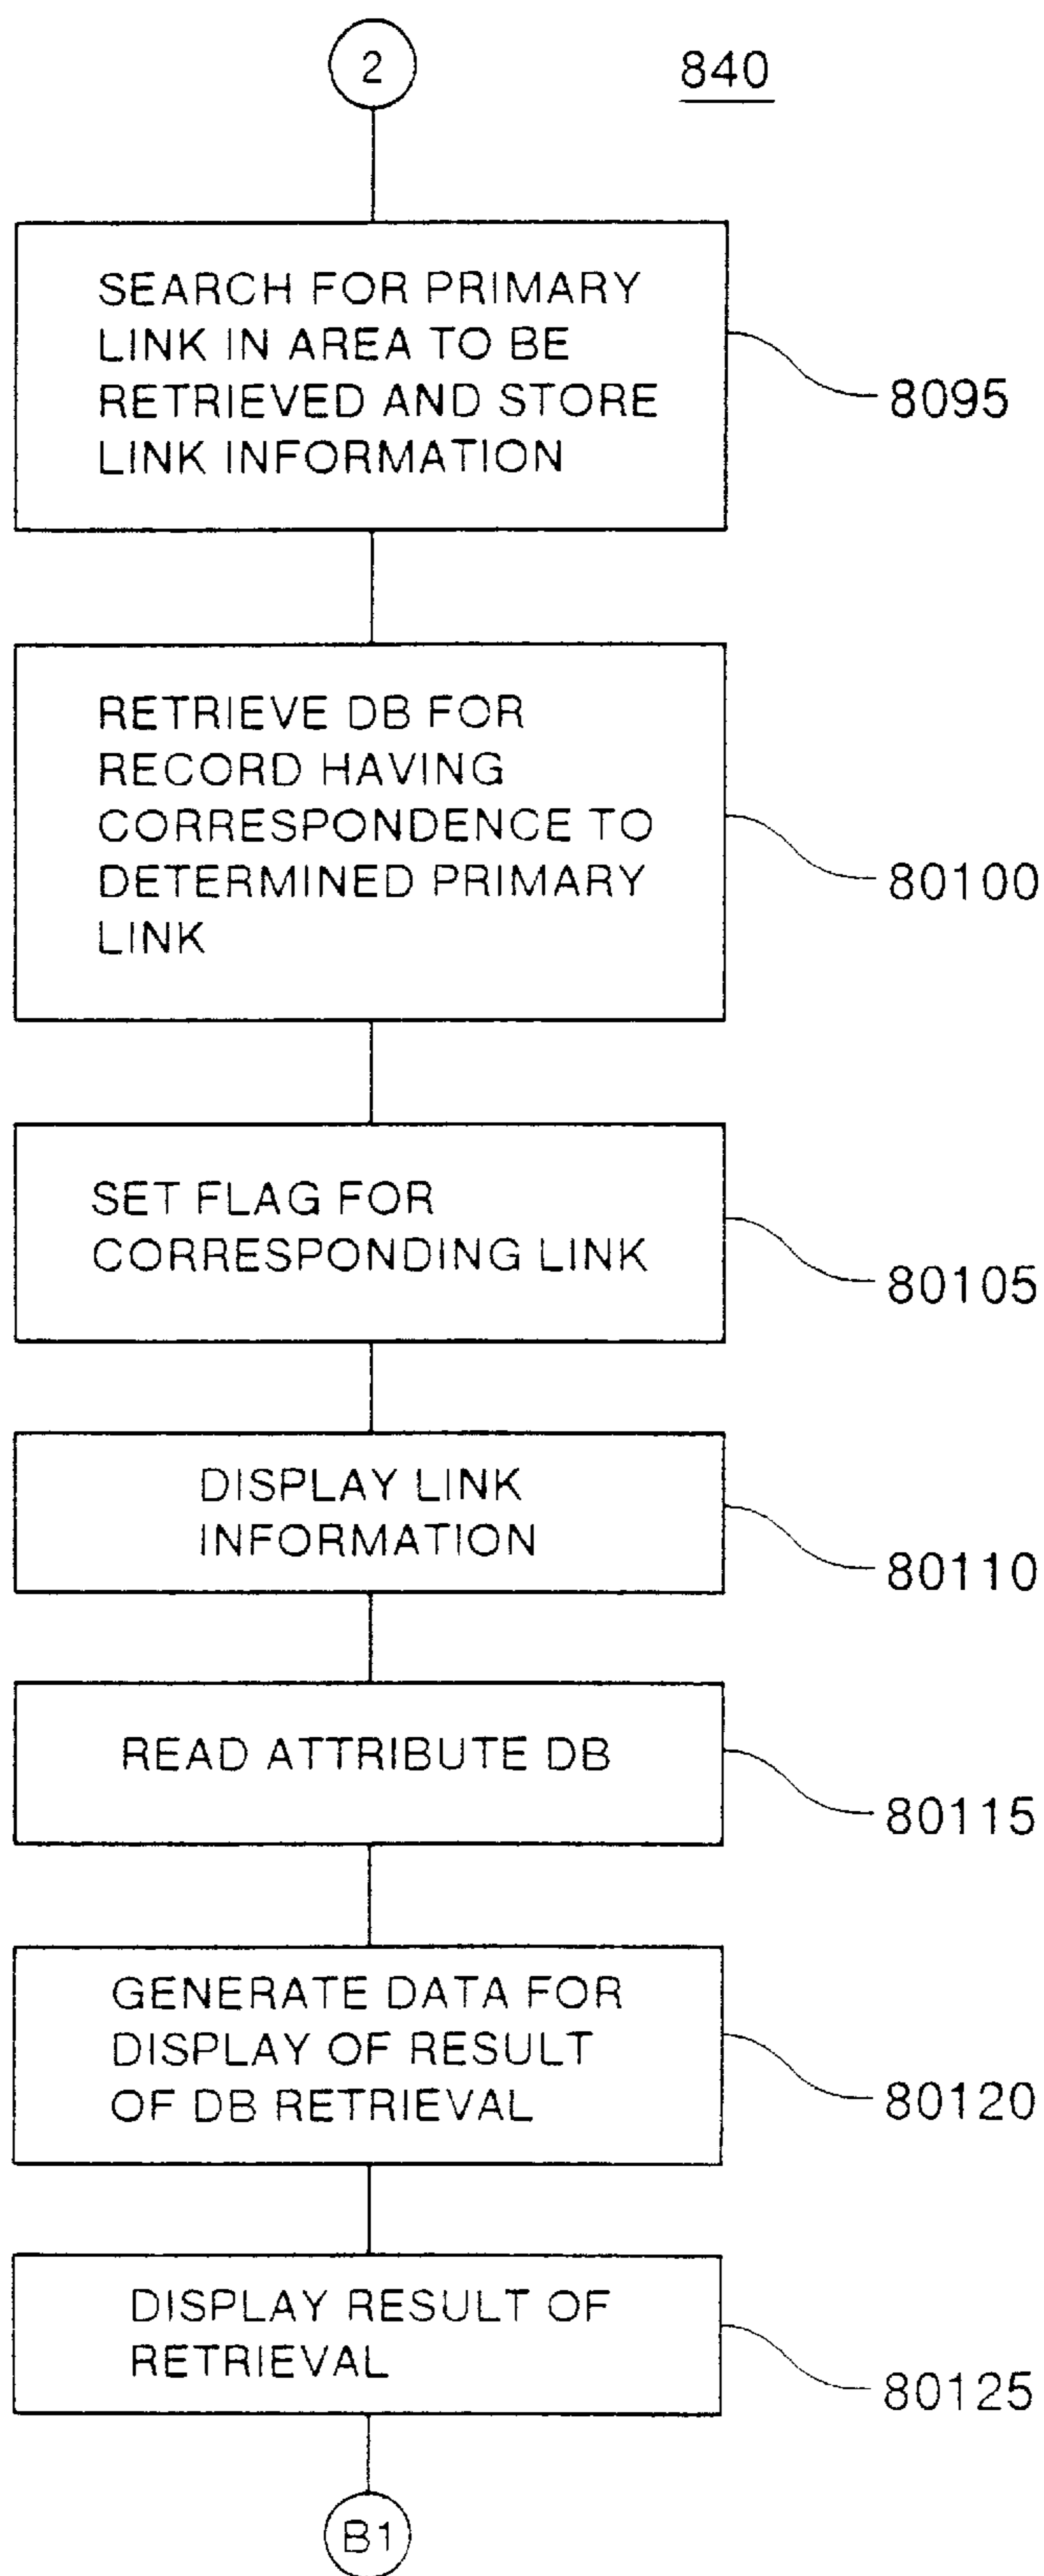 2
840
SEARCH FOR PRIMARY
LINK IN AREA TO BE
RETRIEVED AND STORE
LINK INFORMATION
8095
RETRIEVE DB FOR
RECORD HAVING
CORRESPONDENCE TO
DETERMINED PRIMARY
LINK
80100
SET FLAG FOR
CORRESPONDING LINK
80105
DISPLAY LINK
INFORMATION
80110
READ ATTRIBUTE DB
80115
GENERATE DATA FOR
DISPLAY OF RESULT
OF DB RETRIEVAL
80120
DISPLAY RESULT OF
RETRIEVAL
80125
B1